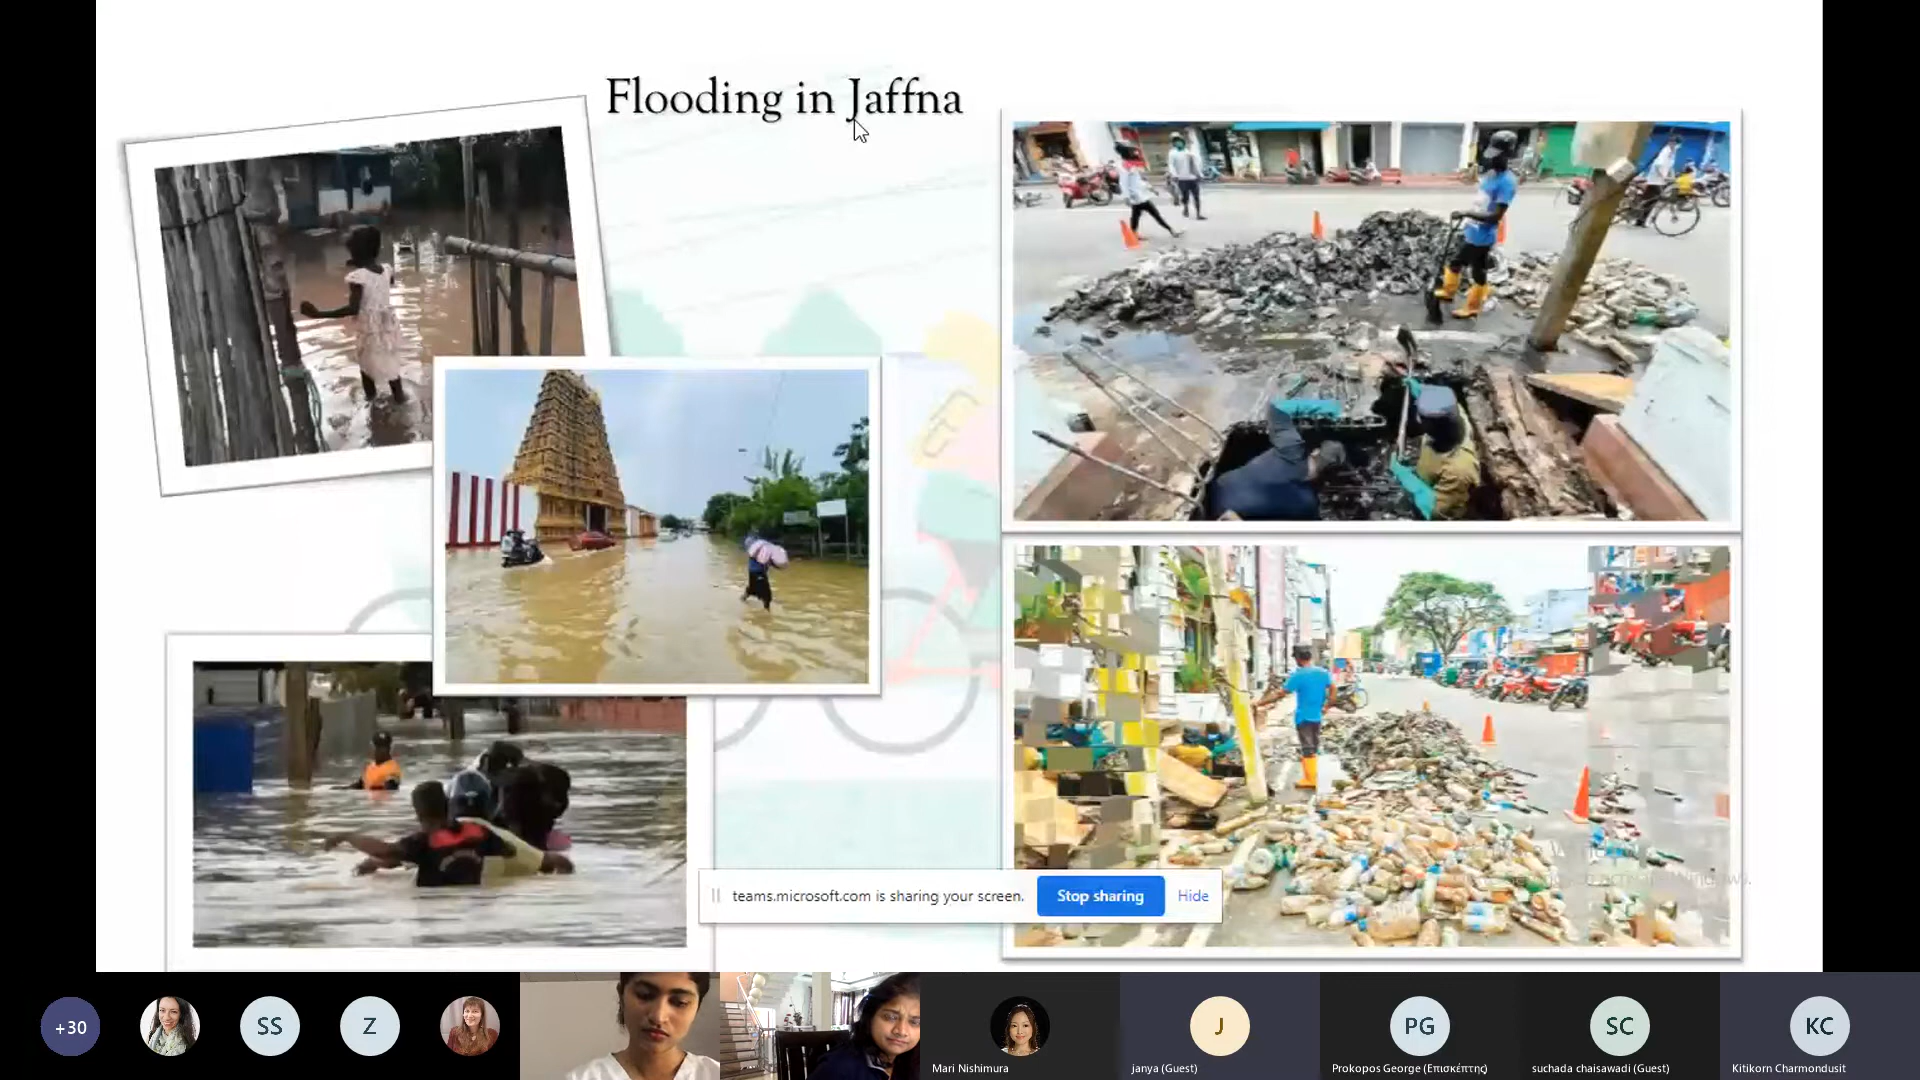 Flooding in Jaffna
teams.microsoft.com is sharing your screen.
Stop sharing
Hide
+30
SS
Z
J
PG
SC
KC
Mari Nishimura
janya (Guest)
Prokopos George (Επισκέπτης)
suchada chaisawadi (Guest)
Kitikorn Charmondusit